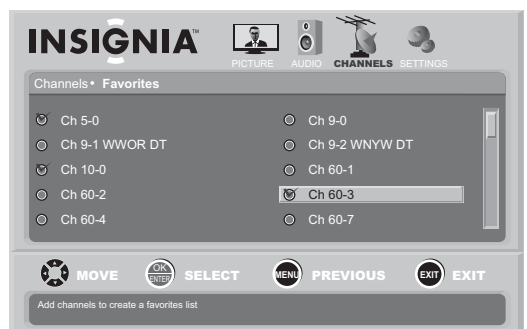 INSIGNIA™
PICTURE AUDIO CHANNELS SETTINGS
Channels• Favorites
Ch 5-0 Ch 9-0
Ch 9-1 WWOR DT Ch 9-2 WNYW DT
Ch 10-0 Ch 60-1
Ch 60-2 Ch 60-3
Ch 60-4 Ch 60-7
MOVE OK ENTER SELECT MENU PREVIOUS EXIT EXIT
Add channels to create a favorites list